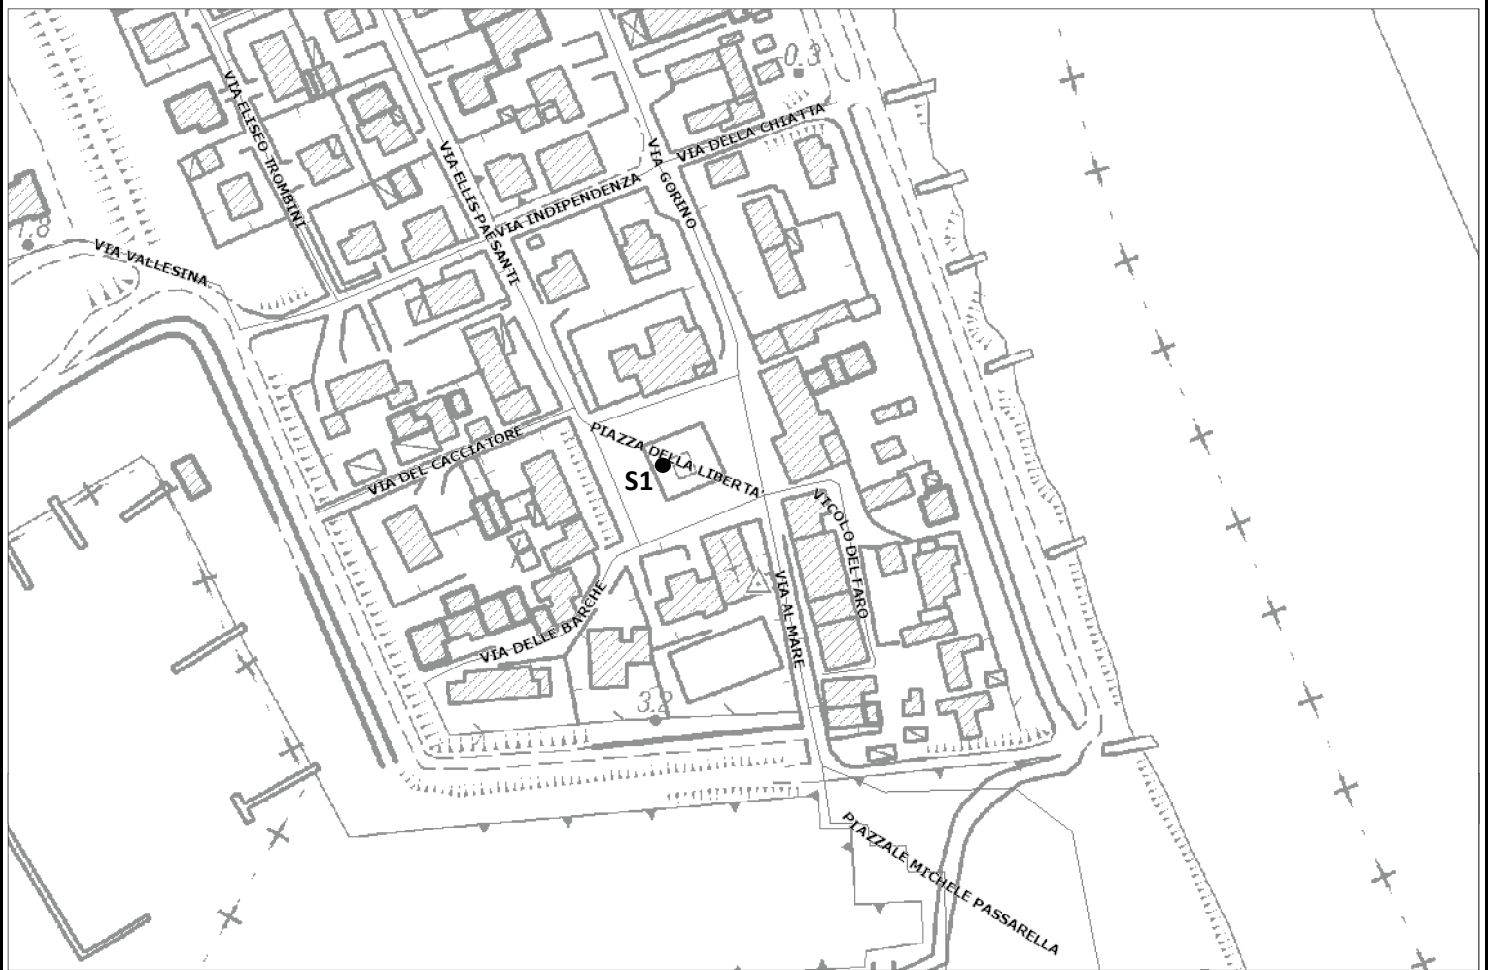 0.3
VIA ELISEO TROMBINI
VIA DELLA CHIATTA
VIA ELLIS PAESANTI
VIA GORINO
VIA INDIPENDENZA
1.8
VIA VALLESINA
PIAZZA DELLA LIBERTA'
VIA DEL CACCIATORE
S1
VICOLO DEL FARO
VIA AL MARE
VIA DELLE BARCHE
3.2
PIAZZALE MICHELE PASSARELLA